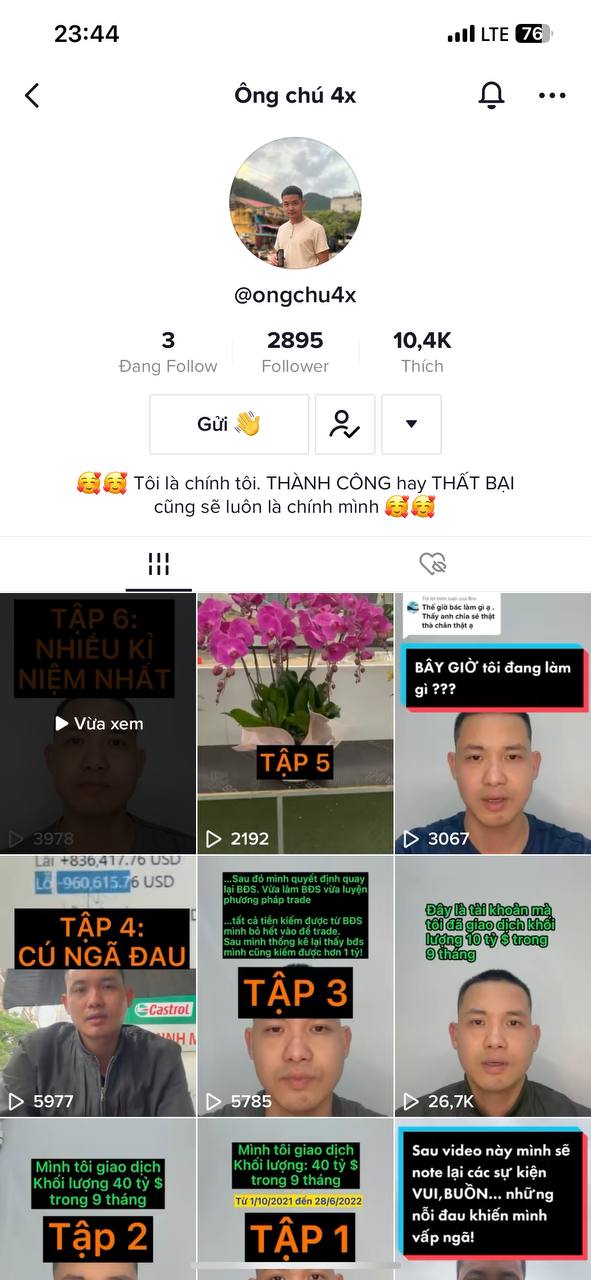 23:44
LTE 76
Ông chú 4x
@ongchu4x
3 2895 10,4K
Đang Follow Follower Thích
Gửi 👋
🥰🥰 Tôi là chính tôi. THÀNH CÔNG hay THẤT BẠI
cũng sẽ luôn là chính mình 🥰🥰
TẬP 6:
NHIỀU KỈ
NIỆM NHẤT
Vừa xem
3978
TẬP 5
2192
Trả lời bình luận của Bro
Thế giờ bác làm gì ạ .
Thấy anh chia sẻ thật
thà chân thật ạ
BÂY GIỜ tôi đang làm
gì ???
3067
Lãi +836,417.76 USD
Lỗ -960,615.76 USD
TẬP 4:
CÚ NGÃ ĐAU
Castrol
5977
...Sau đó mình quyết định quay
lại BĐS. Vừa làm BĐS vừa luyện
phương pháp trade
...tất cả tiền kiếm được từ BĐS
mình bỏ hết vào để trade.
Sau mình thống kê lại thấy bđs
mình cũng kiếm được hơn 1 tỷ!
TẬP 3
5785
Đây là tài khoản mà
tôi đã giao dịch khối
lượng 10 tỷ $ trong
9 tháng
26,7K
Mình tôi giao dịch
Khối lượng 40 tỷ $
trong 9 tháng
Tập 2
Mình tôi giao dịch
Khối lượng: 40 tỷ $
trong 9 tháng
Từ 1/10/2021 đến 28/6/2022
TẬP 1
Sau video này mình sẽ
note lại các sự kiện
VUI,BUỒN... những
nỗi đau khiến mình
vấp ngã!